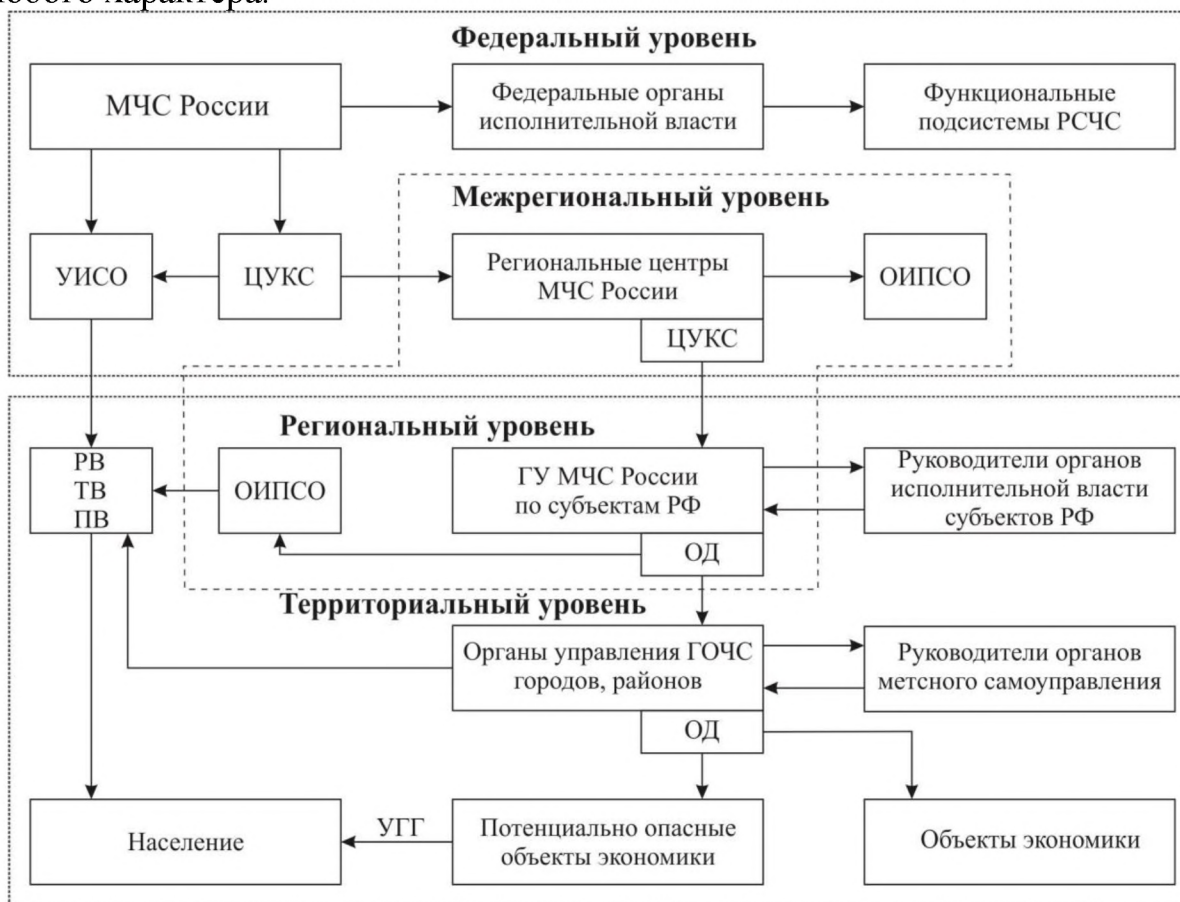 характера.
Федеральный уровень
МЧС России
Федеральные органы
исполнительной власти
Функциональные
подсистемы РСЧС
Межрегиональный уровень
УИСО
ЦУКС
Региональные центры
МЧС России
ОИПСО
ЦУКС
Региональный уровень
РВ
ТВ
ПВ
ОИПСО
ГУ МЧС России
по субъектам РФ
Руководители органов
исполнительной власти
субъектов РФ
ОД
Территориальный уровень
Органы управления ГОЧС
городов, районов
Руководители органов
метсного самоуправления
ОД
Население
УГГ
Потенциально опасные
объекты экономики
Объекты экономики